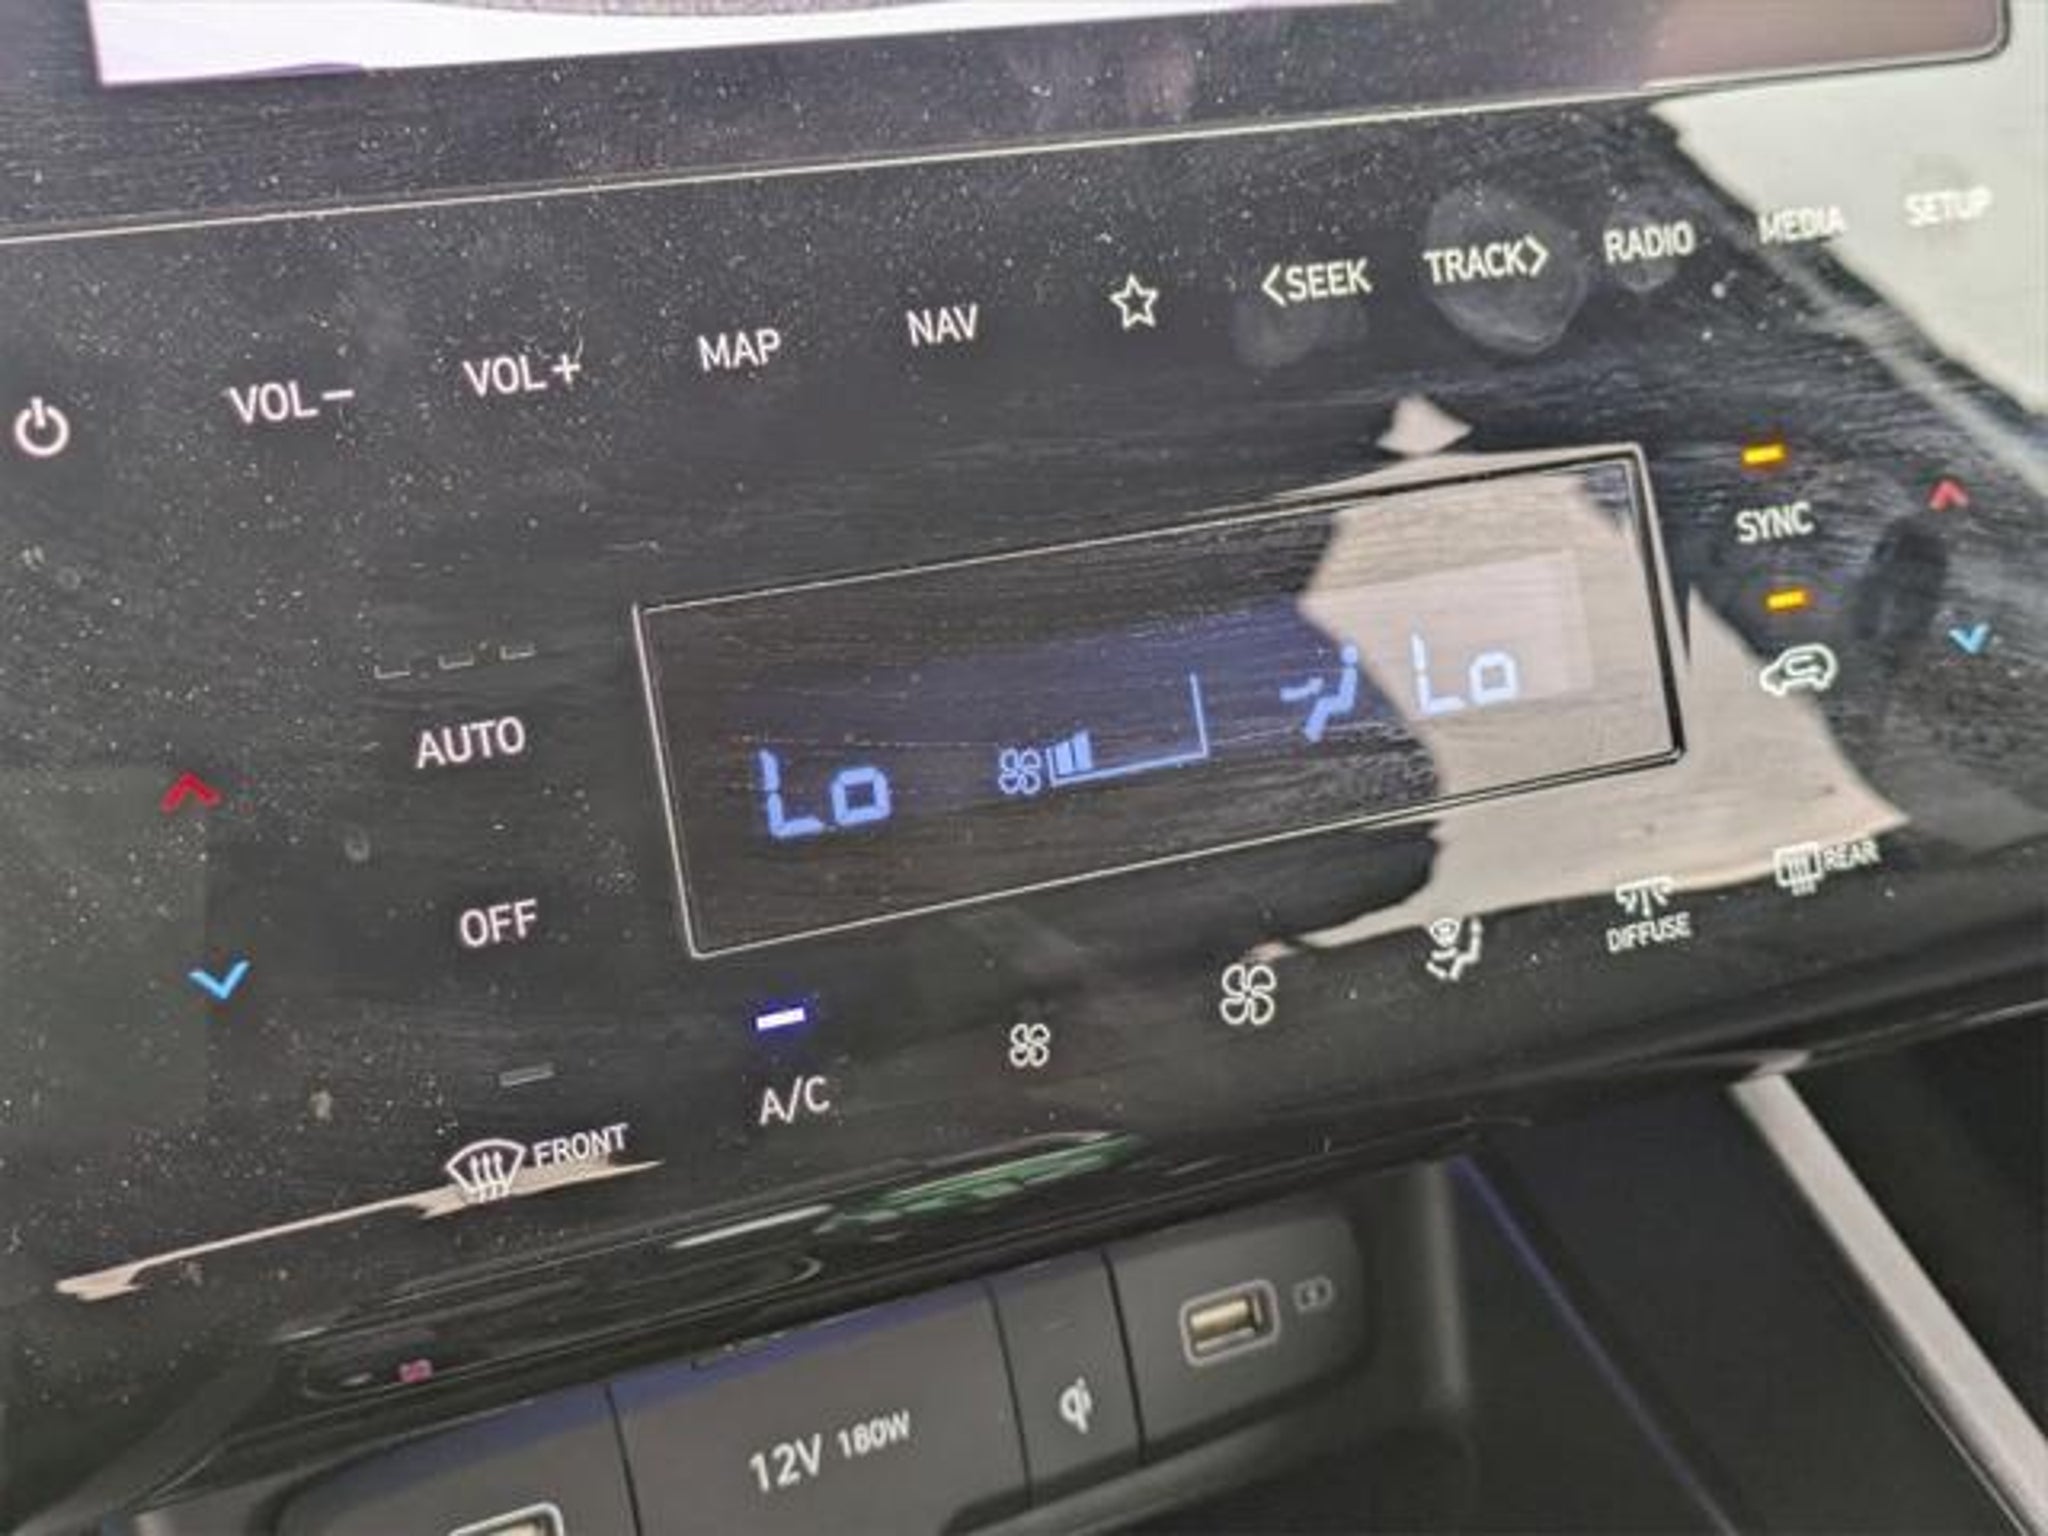 VOL−
VOL+
MAP
NAV
<SEEK
TRACK>
RADIO
MEDIA
SETUP
SYNC
AUTO
Lo
Lo
OFF
REAR
DIFFUSE
A/C
FRONT
12V 180W
qi